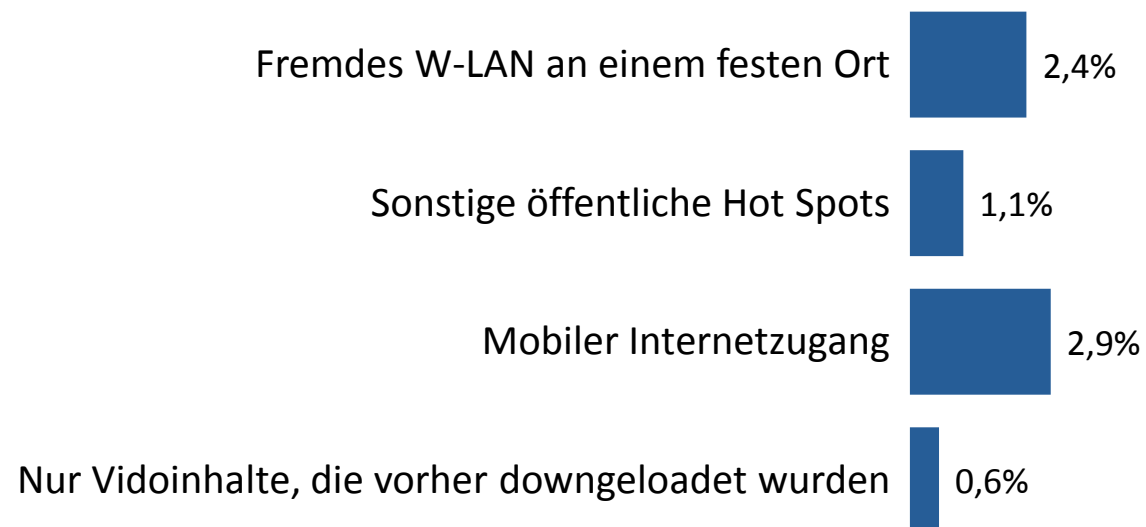 Fremdes W-LAN an einem festen Ort 2,4%
Sonstige öffentliche Hot Spots 1,1%
Mobiler Internetzugang 2,9%
Nur Vidoinhalte, die vorher downgeloadet wurden 0,6%